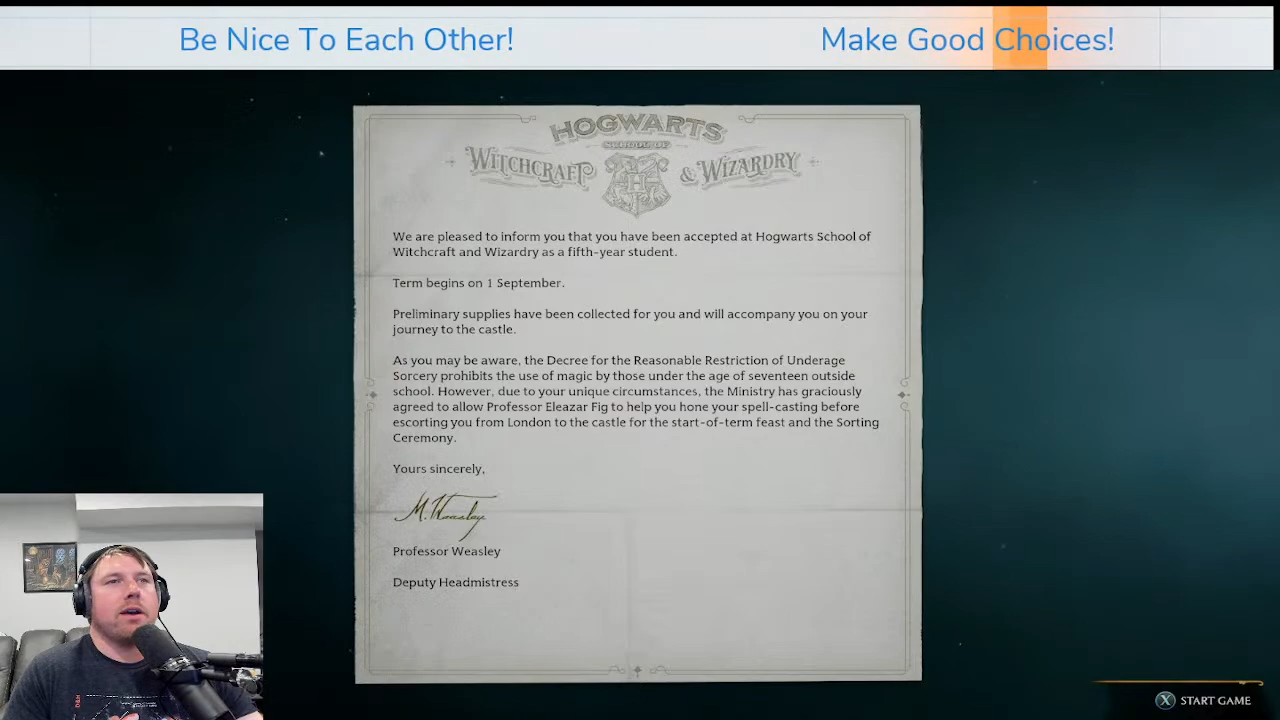 Be Nice To Each Other!
Make Good Choices!
HOGWARTS
SCHOOL OF
WITCHCRAFT & WIZARDRY
H
We are pleased to inform you that you have been accepted at Hogwarts School of
Witchcraft and Wizardry as a fifth-year student.
Term begins on 1 September.
Preliminary supplies have been collected for you and will accompany you on your
journey to the castle.
As you may be aware, the Decree for the Reasonable Restriction of Underage
Sorcery prohibits the use of magic by those under the age of seventeen outside
school. However, due to your unique circumstances, the Ministry has graciously
agreed to allow Professor Eleazar Fig to help you hone your spell-casting before
escorting you from London to the castle for the start-of-term feast and the Sorting
Ceremony.
Yours sincerely,
M. Weasley
Professor Weasley
Deputy Headmistress
X START GAME